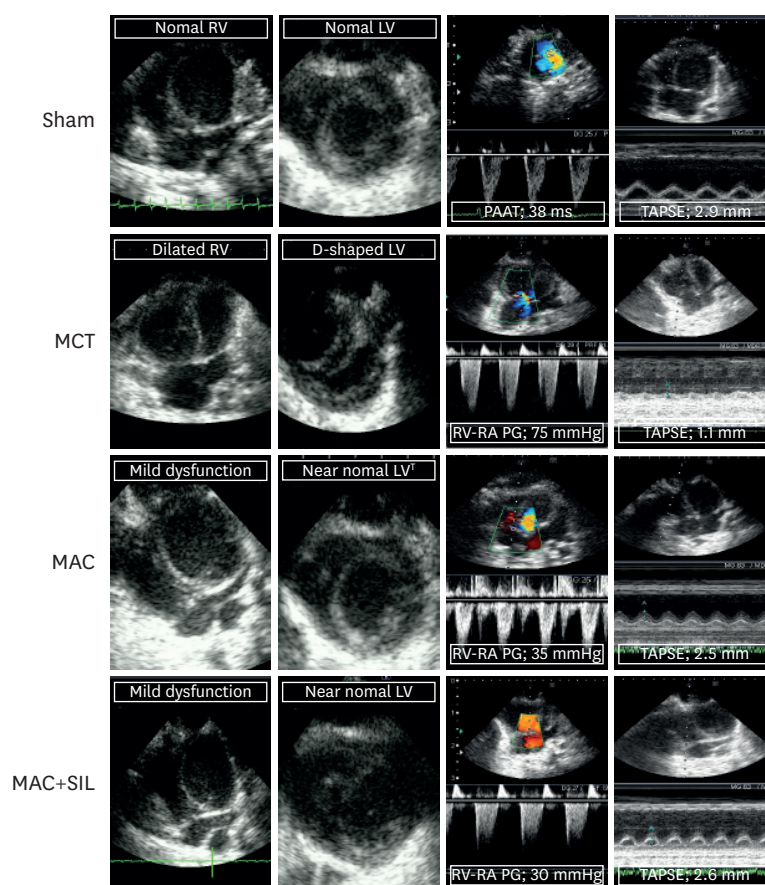 Nomal RV
Nomal LV
Sham
PAAT; 38 ms
TAPSE; 2.9 mm
Dilated RV
D-shaped LV
MCT
RV-RA PG; 75 mmHg
TAPSE; 1.1 mm
Mild dysfunction
Near nomal LVᵀ
MAC
RV-RA PG; 35 mmHg
TAPSE; 2.5 mm
Mild dysfunction
Near nomal LV
MAC+SIL
RV-RA PG; 30 mmHg
TAPSE; 2.6 mm